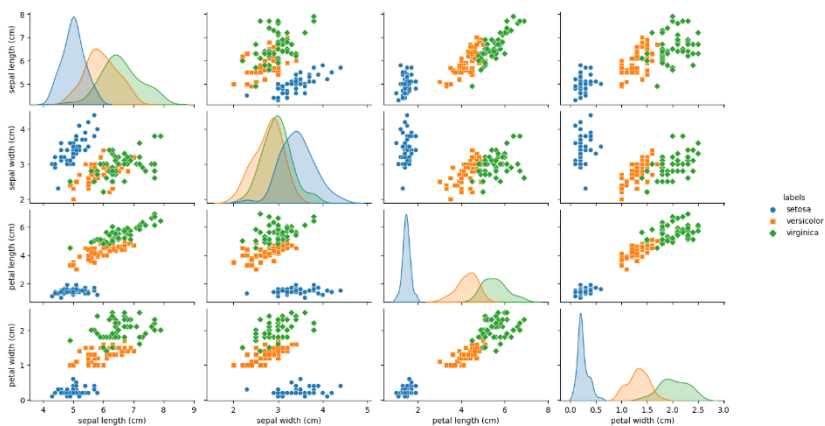 8
7
6
5
sepal length (cm)
4
3
2
sepal width (cm)
labels
setosa
versicolor
virginica
6
4
2
petal length (cm)
2
1
0
petal width (cm)
4 5 6 7 8 9
2 3 4 5
2 4 6 8
0.0 0.5 1.0 1.5 2.0 2.5 3.0
sepal length (cm)
sepal width (cm)
petal length (cm)
petal width (cm)